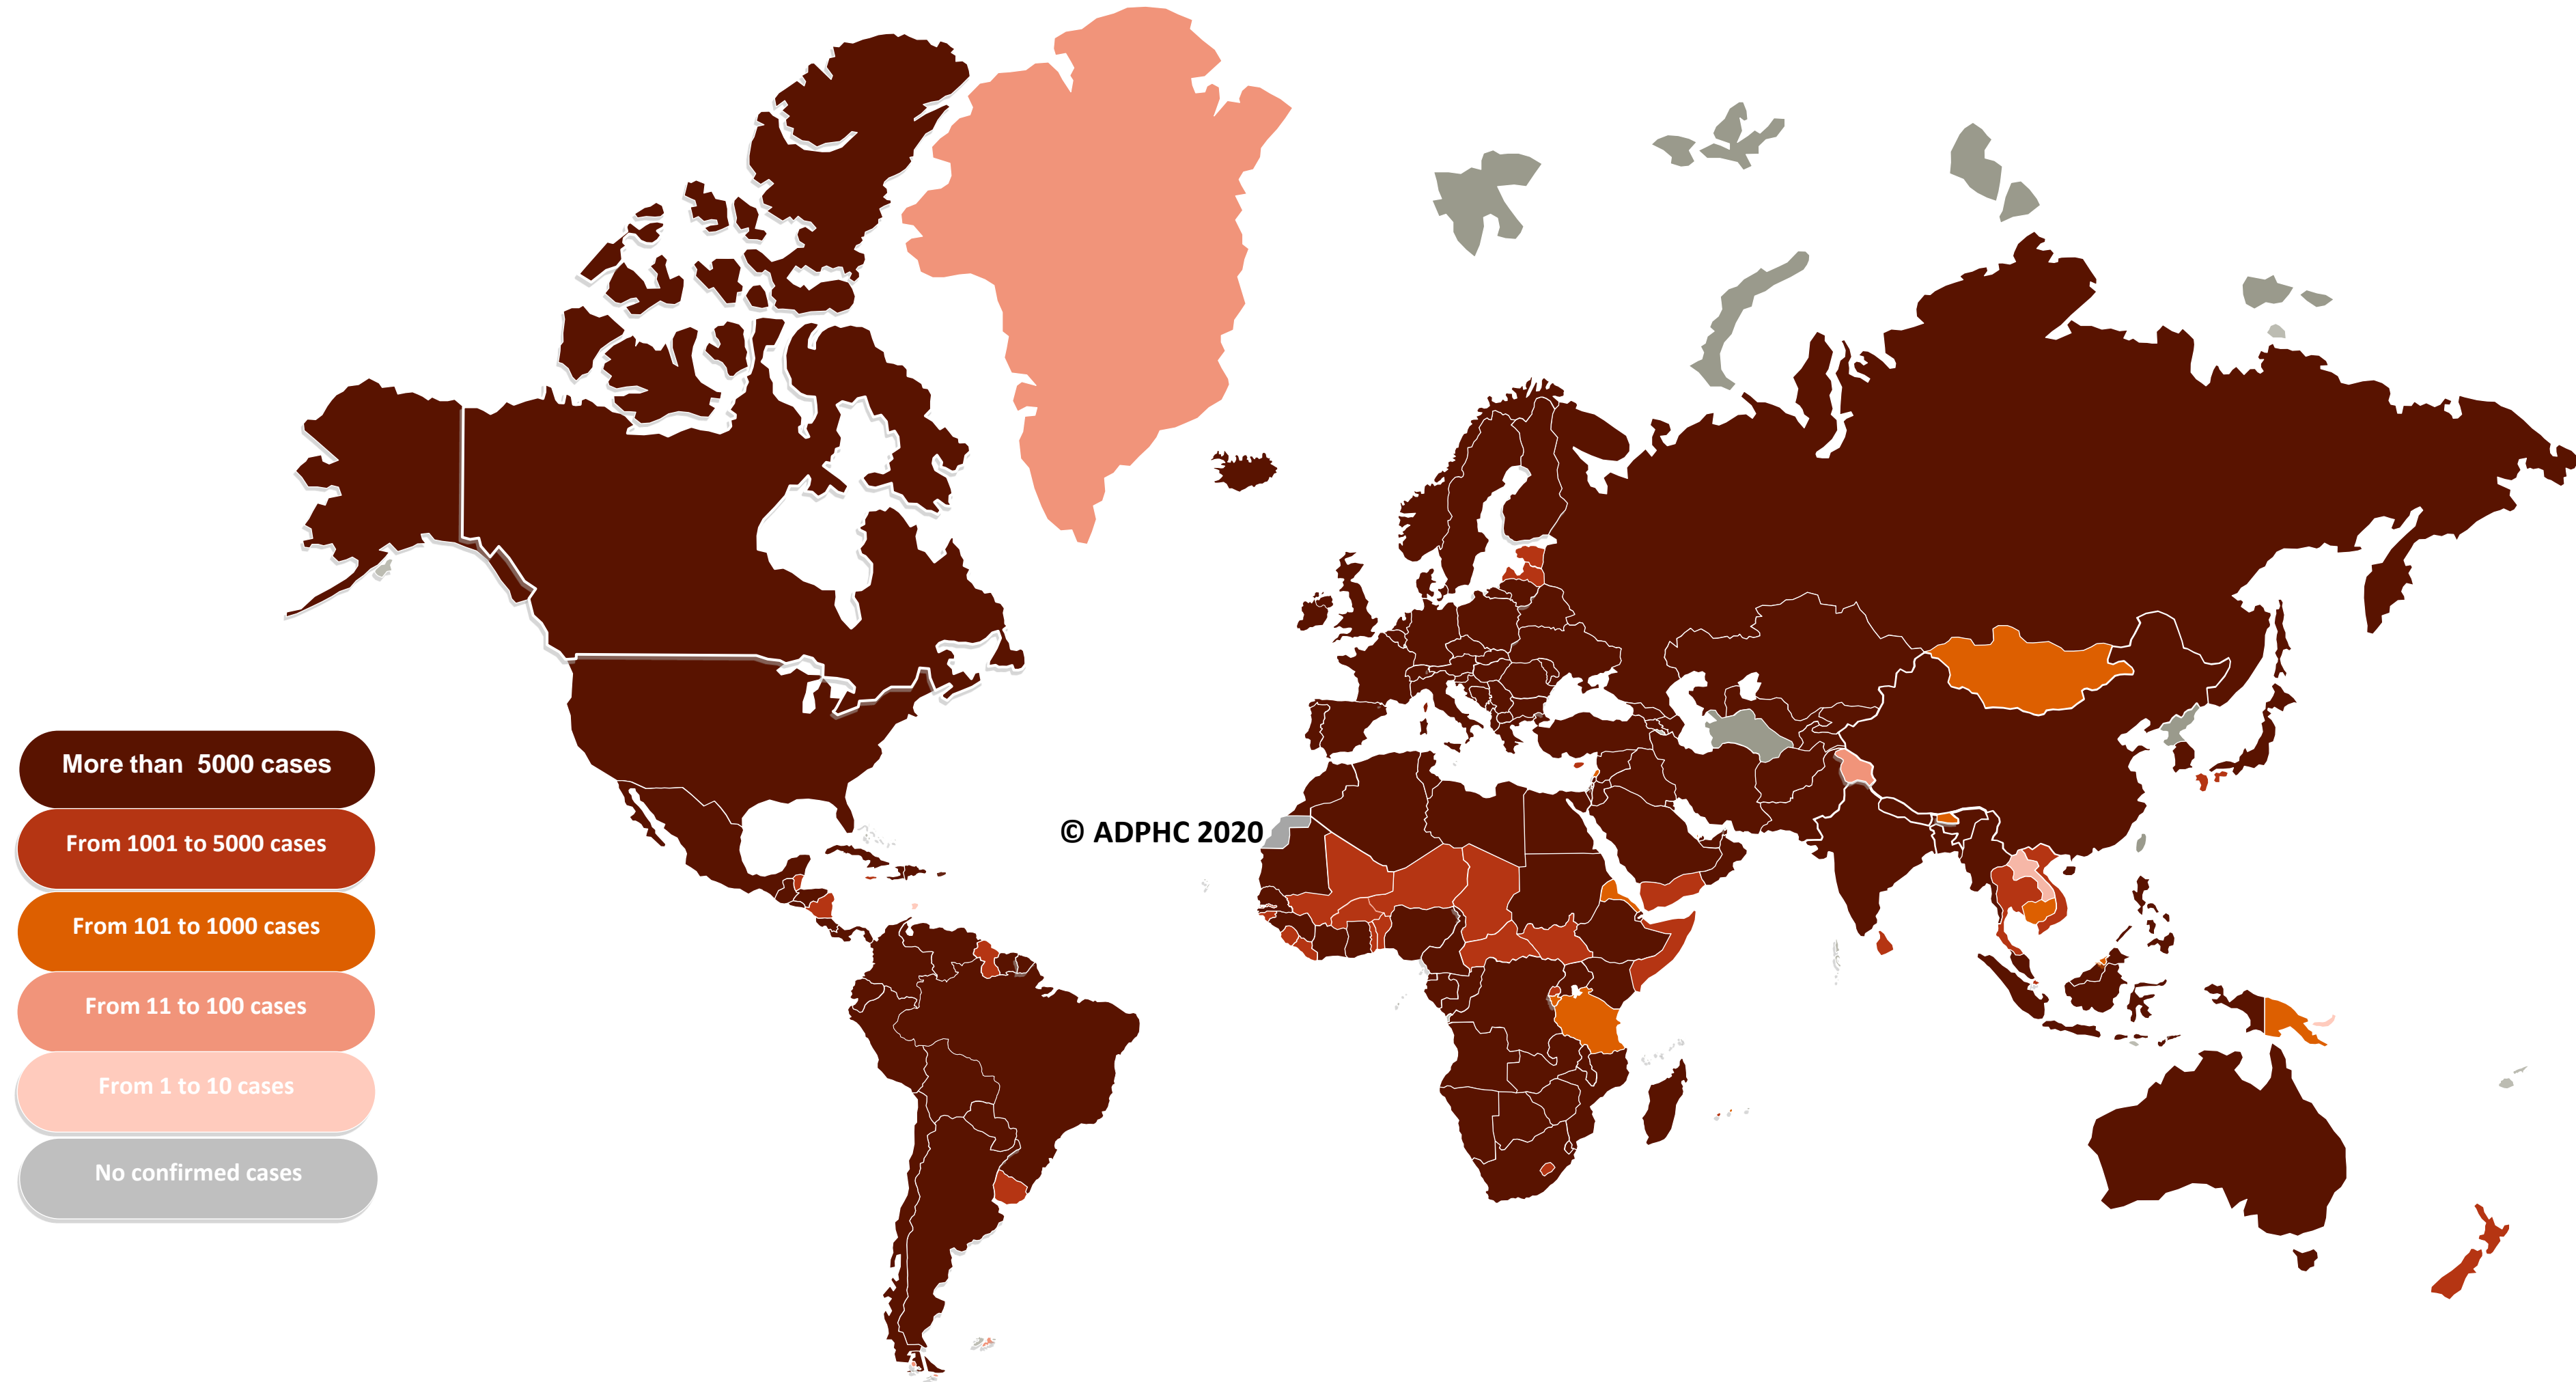 More than  5000 cases
From 1001 to 5000 cases
© ADPHC 2020
From 101 to 1000 cases
From 11 to 100 cases
From 1 to 10 cases
No confirmed cases